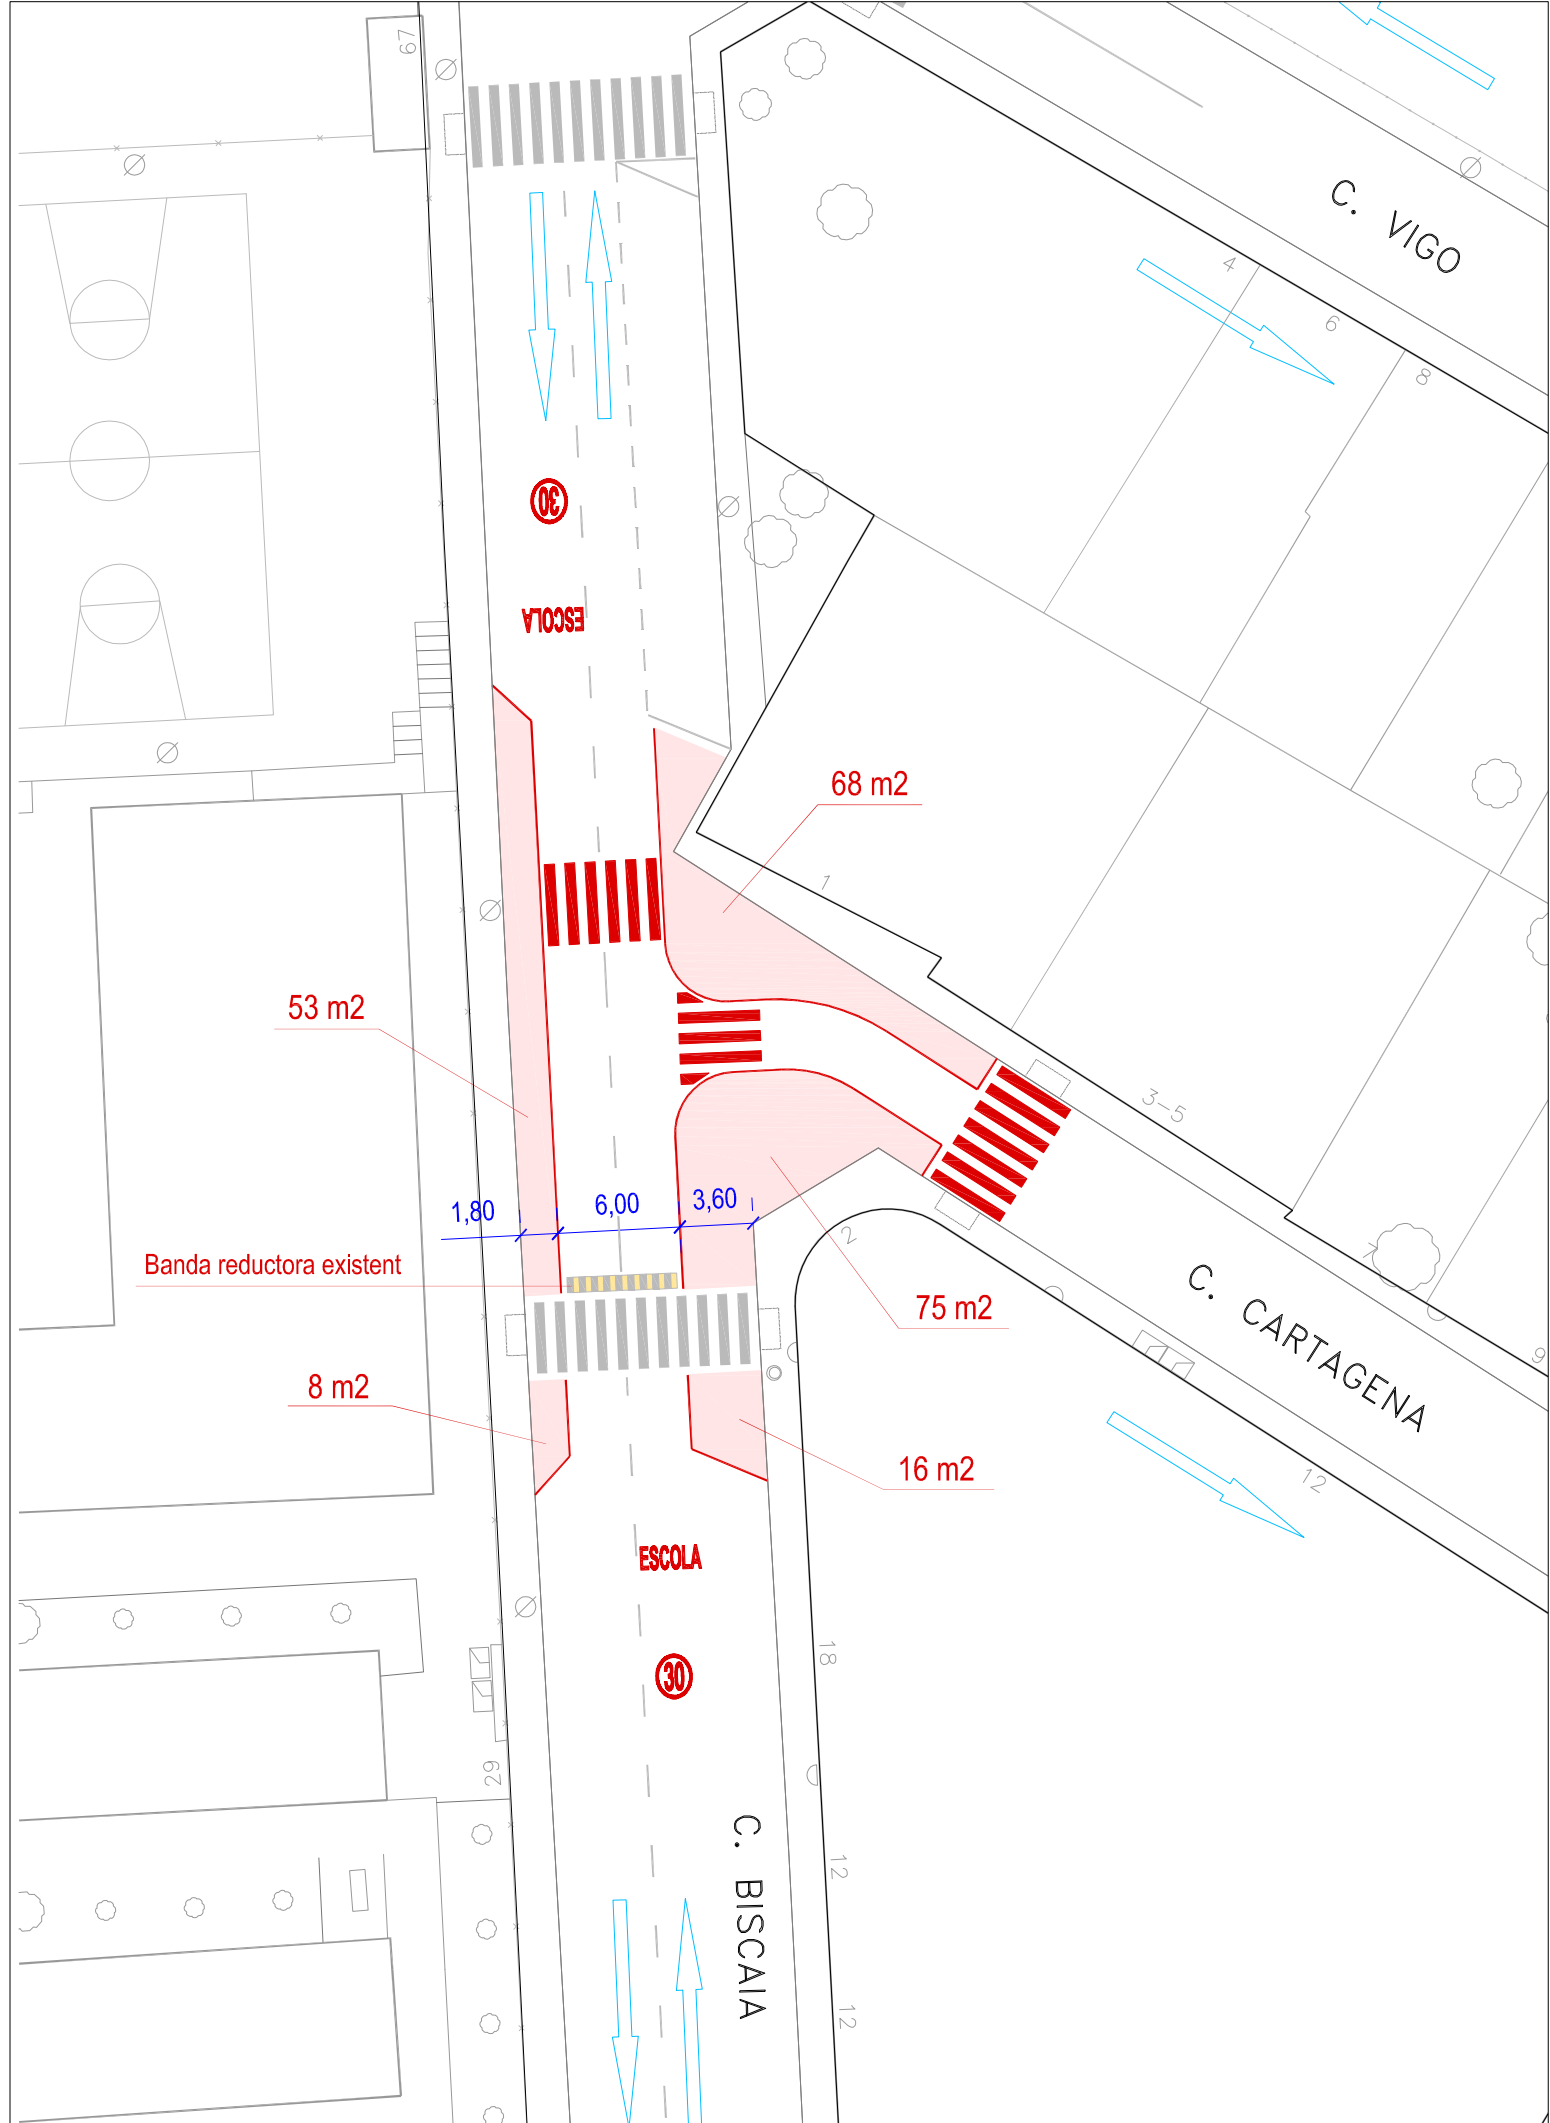 67
C. VIGO
4
6
8
30
ESCOLA
68 m2
1
53 m2
3-5
1,80
6,00
3,60
2
7
Banda reductora existent
C. CARTAGENA
75 m2
9
8 m2
16 m2
12
ESCOLA
18
30
29
C. BISCAIA
12
12